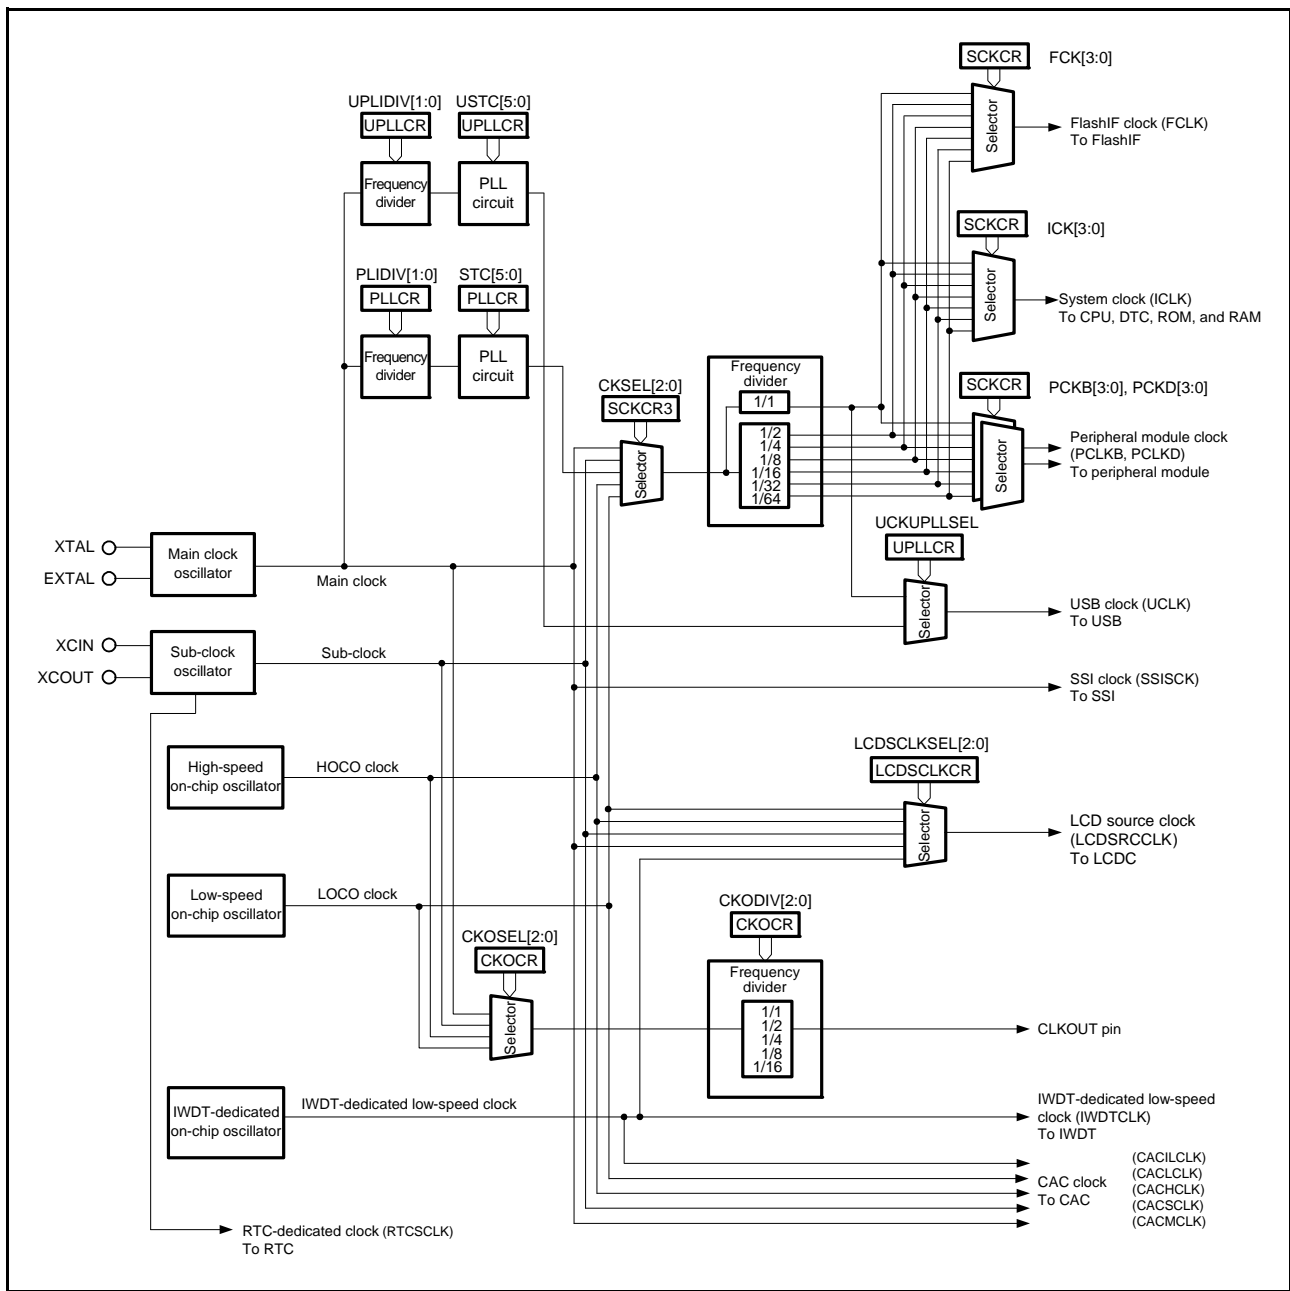 SCKCR FCK[3:0]
Selector
FlashIF clock (FCLK)
To FlashIF
UPLIDIV[1:0] USTC[5:0]
UPLLCR UPLLCR
Frequency
divider
PLL
circuit
SCKCR ICK[3:0]
Selector
System clock (ICLK)
To CPU, DTC, ROM, and RAM
PLIDIV[1:0] STC[5:0]
PLLCR PLLCR
Frequency
divider
PLL
circuit
CKSEL[2:0]
SCKCR3
Selector
Frequency
divider
1/1
1/2
1/4
1/8
1/16
1/32
1/64
SCKCR PCKB[3:0], PCKD[3:0]
Selector
Peripheral module clock
(PCLKB, PCLKD)
To peripheral module
UCKUPLLSEL
UPLLCR
Selector
USB clock (UCLK)
To USB
XTAL
EXTAL
Main clock
oscillator
Main clock
XCIN
XCOUT
Sub-clock
oscillator
Sub-clock
SSI clock (SSISCK)
To SSI
High-speed
on-chip oscillator
HOCO clock
LCDSCLKSEL[2:0]
LCDSCLKCR
Selector
LCD source clock
(LCDSRCCLK)
To LCDC
Low-speed
on-chip oscillator
LOCO clock
CKOSEL[2:0]
CKOCR
Selector
CKODIV[2:0]
CKOCR
Frequency
divider
1/1
1/2
1/4
1/8
1/16
CLKOUT pin
IWDT-dedicated
on-chip oscillator
IWDT-dedicated low-speed clock
IWDT-dedicated low-speed
clock (IWDTCLK)
To IWDT
CAC clock
To CAC
(CACILCLK)
(CACLCLK)
(CACHCLK)
(CACSCLK)
(CACMCLK)
RTC-dedicated clock (RTCSCLK)
To RTC